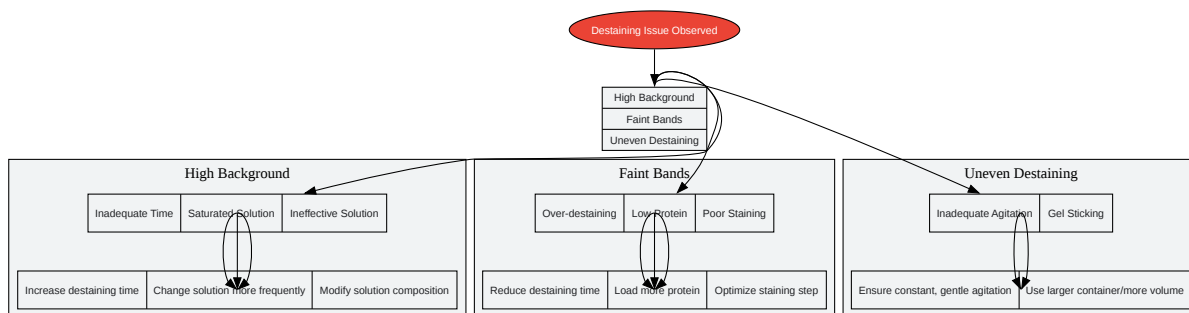 Destaining Issue Observed
High Background
Faint Bands
Uneven Destaining
High Background
Inadequate Time
Saturated Solution
Ineffective Solution
Increase destaining time
Change solution more frequently
Modify solution composition
Faint Bands
Over-destaining
Low Protein
Poor Staining
Reduce destaining time
Load more protein
Optimize staining step
Uneven Destaining
Inadequate Agitation
Gel Sticking
Ensure constant, gentle agitation
Use larger container/more volume